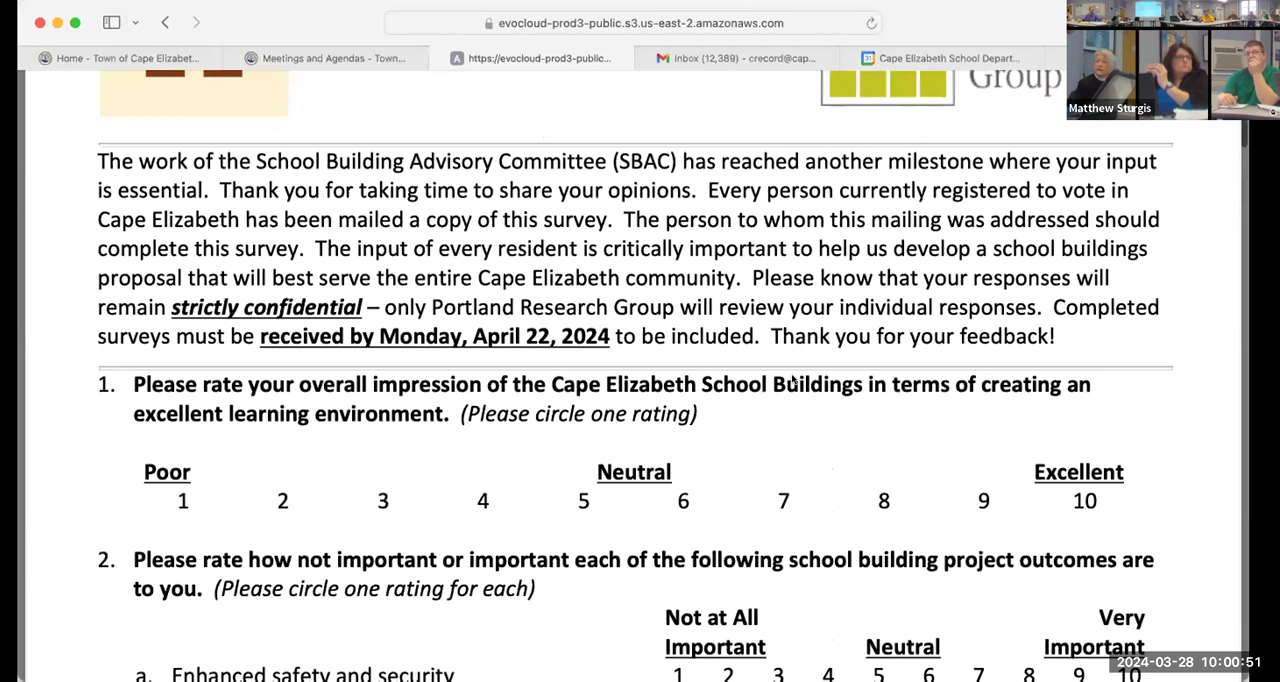 evocloud-prod3-public.s3.us-east-2.amazonaws.com
Home - Town of Cape Elizabet... Meetings and Agendas - Town... https://evocloud-prod3-public... Inbox (12,389) - crecord@cap... Cape Elizabeth School Depart...
Group
Matthew Sturgis
The work of the School Building Advisory Committee (SBAC) has reached another milestone where your input
is essential. Thank you for taking time to share your opinions. Every person currently registered to vote in
Cape Elizabeth has been mailed a copy of this survey. The person to whom this mailing was addressed should
complete this survey. The input of every resident is critically important to help us develop a school buildings
proposal that will best serve the entire Cape Elizabeth community. Please know that your responses will
remain strictly confidential – only Portland Research Group will review your individual responses. Completed
surveys must be received by Monday, April 22, 2024 to be included. Thank you for your feedback!
1. Please rate your overall impression of the Cape Elizabeth School Buildings in terms of creating an
excellent learning environment. (Please circle one rating)
Poor Neutral Excellent
1 2 3 4 5 6 7 8 9 10
2. Please rate how not important or important each of the following school building project outcomes are
to you. (Please circle one rating for each)
Not at All Very
Important Neutral Important
a. Enhanced safety and security 1 2 3 4 5 6 7 8 9 10
2024-03-28 10:00:51